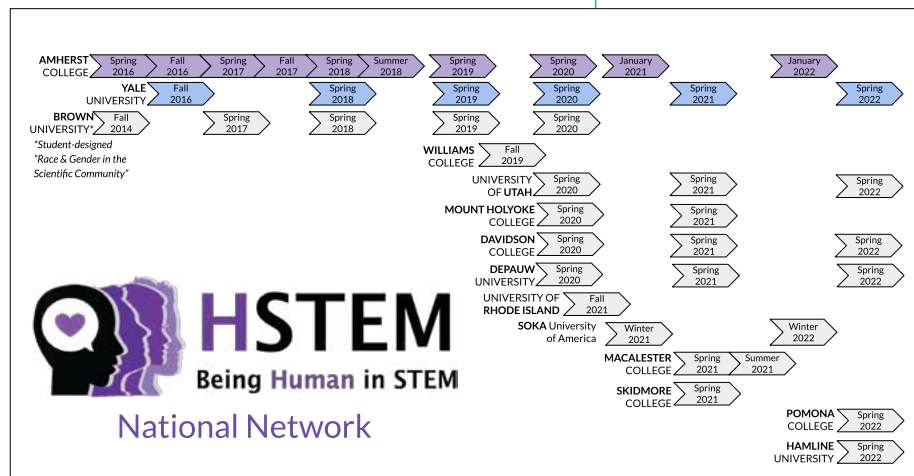 AMHERST COLLEGE
Spring 2016
Fall 2016
Spring 2017
Fall 2017
Spring 2018
Summer 2018
Spring 2019
Spring 2020
January 2021
January 2022
YALE UNIVERSITY
Fall 2016
Spring 2018
Spring 2019
Spring 2020
Spring 2021
Spring 2022
BROWN UNIVERSITY*
Fall 2014
Spring 2017
Spring 2018
Spring 2019
Spring 2020
*Student-designed
"Race & Gender in the
Scientific Community"
WILLIAMS COLLEGE
Fall 2019
UNIVERSITY OF UTAH
Spring 2020
Spring 2021
Spring 2022
MOUNT HOLYOKE COLLEGE
Spring 2020
Spring 2021
DAVIDSON COLLEGE
Spring 2020
Spring 2021
Spring 2022
DEPAUW UNIVERSITY
Spring 2020
Spring 2021
Spring 2022
UNIVERSITY OF RHODE ISLAND
Fall 2021
SOKA University of America
Winter 2021
Winter 2022
MACALESTER COLLEGE
Spring 2021
Summer 2021
SKIDMORE COLLEGE
Spring 2021
POMONA COLLEGE
Spring 2022
HAMLINE UNIVERSITY
Spring 2022
HSTEM
Being Human in STEM
National Network